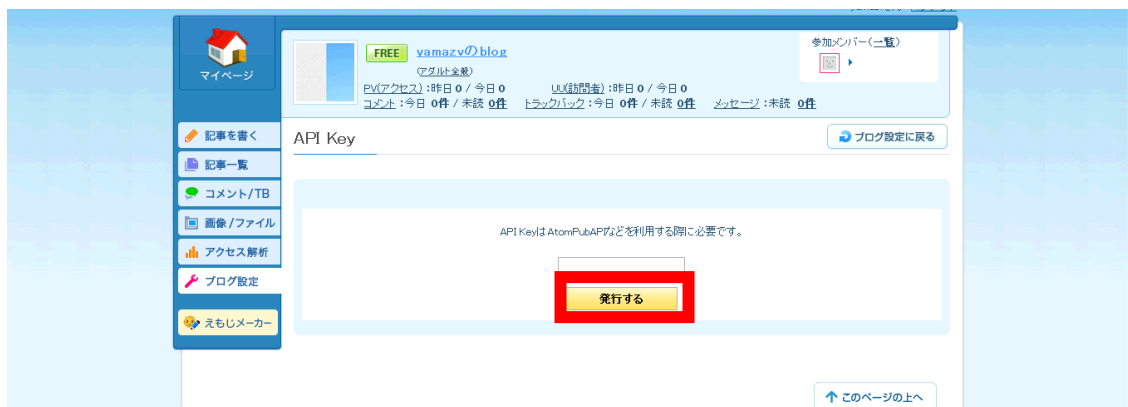 マイページ
FREE yamazvのblog
(アダルト全般)
PV(アクセス):昨日 0 / 今日 0 UU(訪問者):昨日 0 / 今日 0
コメント:今日 0件 / 未読 0件 トラックバック:今日 0件 / 未読 0件 メッセージ:未読 0件
参加メンバー(一覧)
記事を書く
記事一覧
コメント/TB
画像/ファイル
アクセス解析
ブログ設定
えもじメーカー
API Key
ブログ設定に戻る
API KeyはAtomPubAPIなどを利用する際に必要です。
発行する
このページの上へ